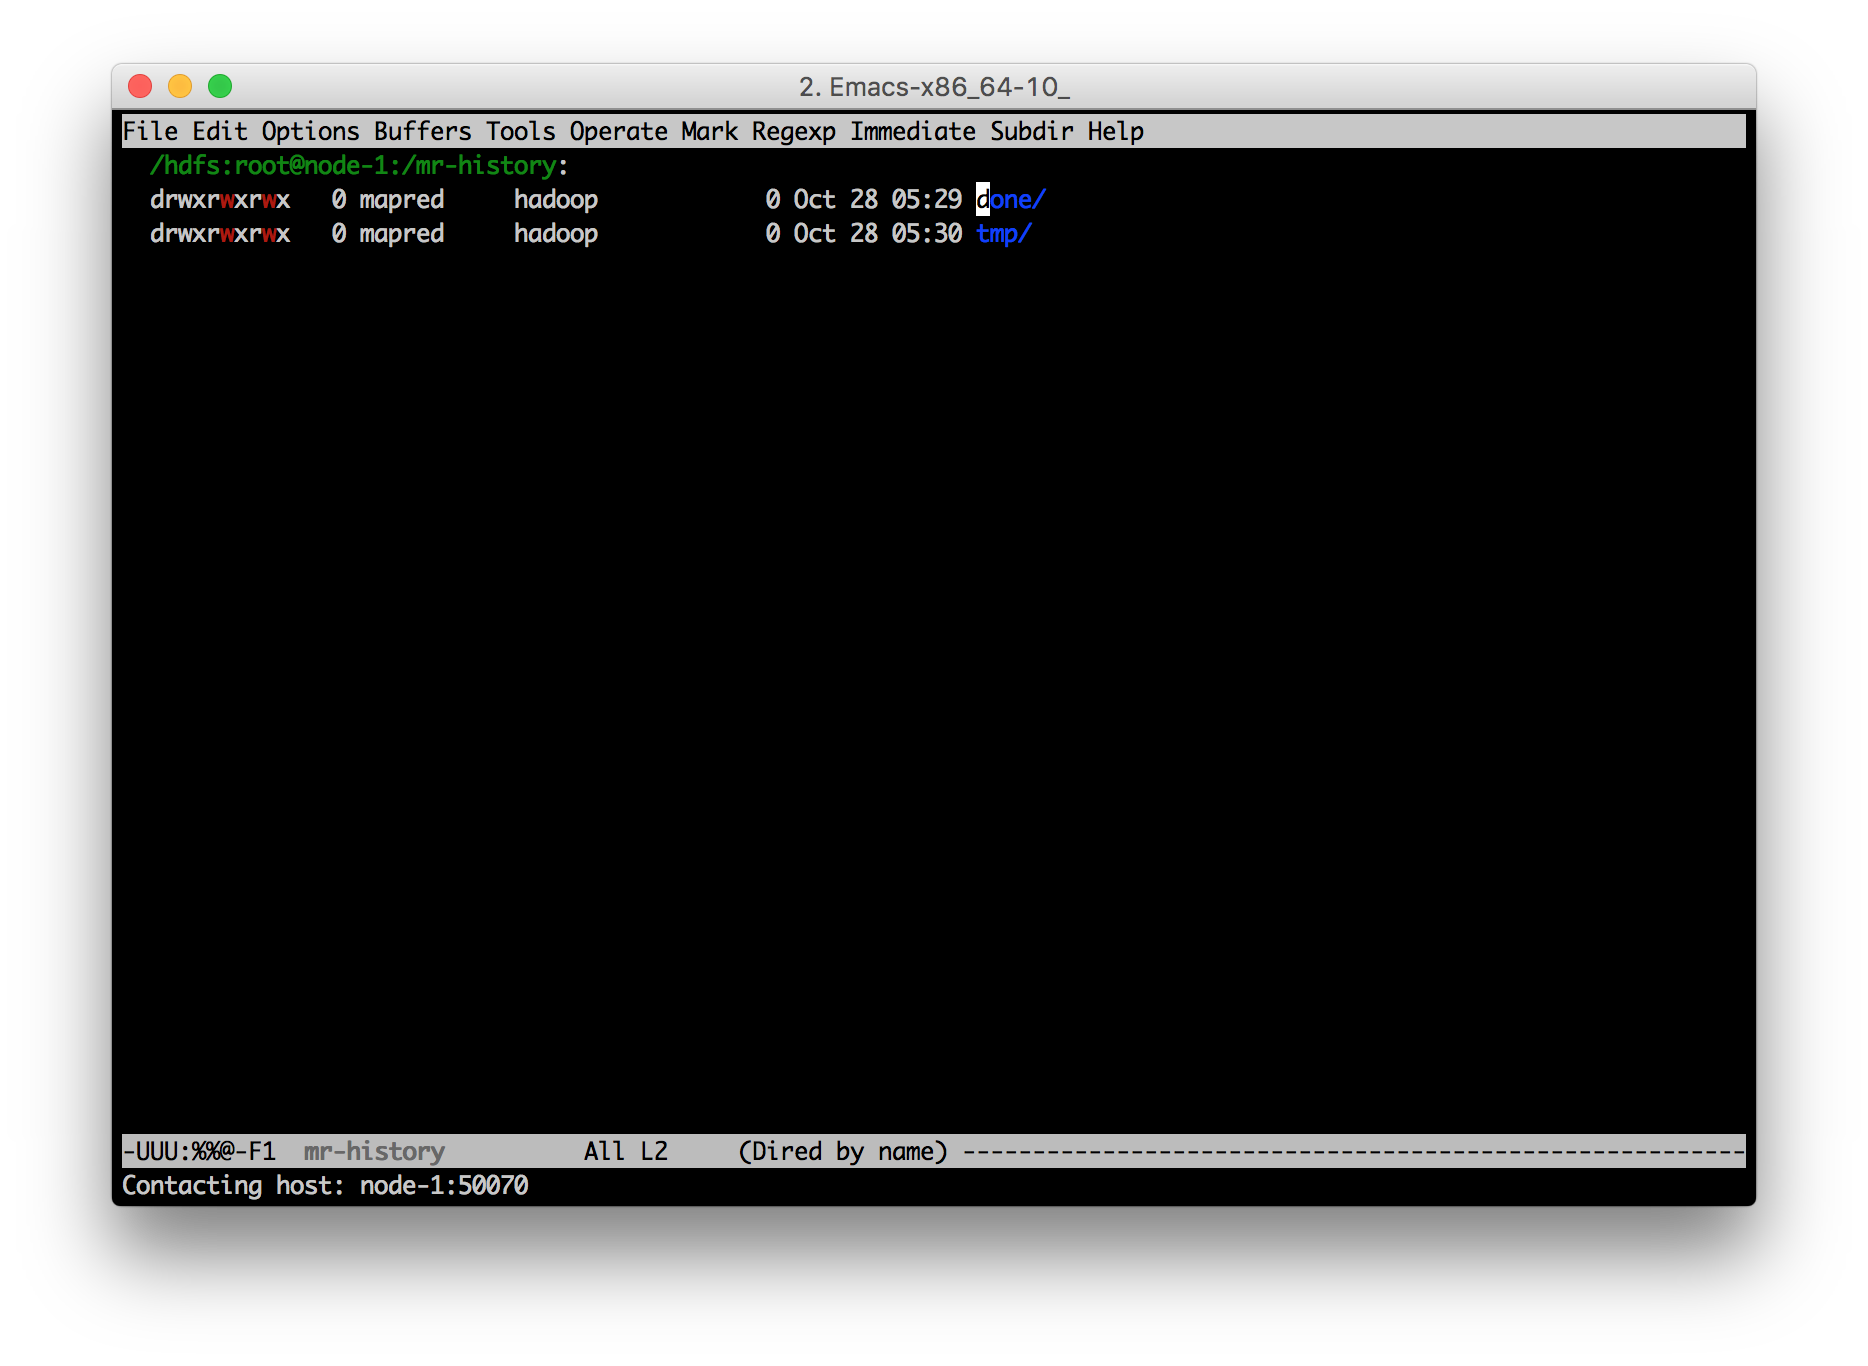 2. Emacs-x86_64-10_
File Edit Options Buffers Tools Operate Mark Regexp Immediate Subdir Help
/hdfs:root@node-1:/mr-history:
drwxrwxrwx   0 mapred     hadoop            0 Oct 28 05:29 done/
drwxrwxrwx   0 mapred     hadoop            0 Oct 28 05:30 tmp/
-UUU:%%@-F1  mr-history          All L2     (Dired by name) --------------------------------------------------------
Contacting host: node-1:50070